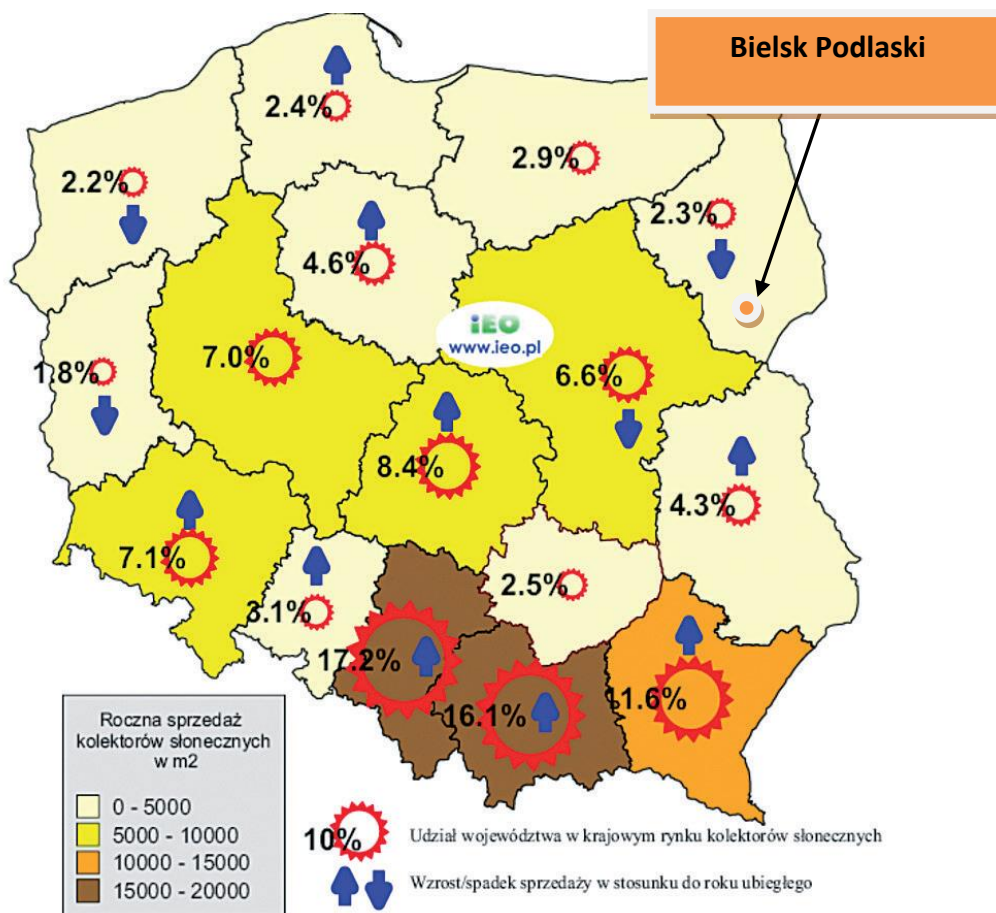 Bielsk Podlaski
2.4%
2.2%
2.9%
2.3%
4.6%
iEO
www.ieo.pl
7.0%
1.8%
6.6%
8.4%
4.3%
7.1%
2.5%
3.1%
17.2%
11.6%
16.1%
Roczna sprzedaż
kolektorów słonecznych
w m2
0 - 5000
5000 - 10000
10000 - 15000
15000 - 20000
10%
Udział województwa w krajowym rynku kolektorów słonecznych
Wzrost/spadek sprzedaży w stosunku do roku ubiegłego